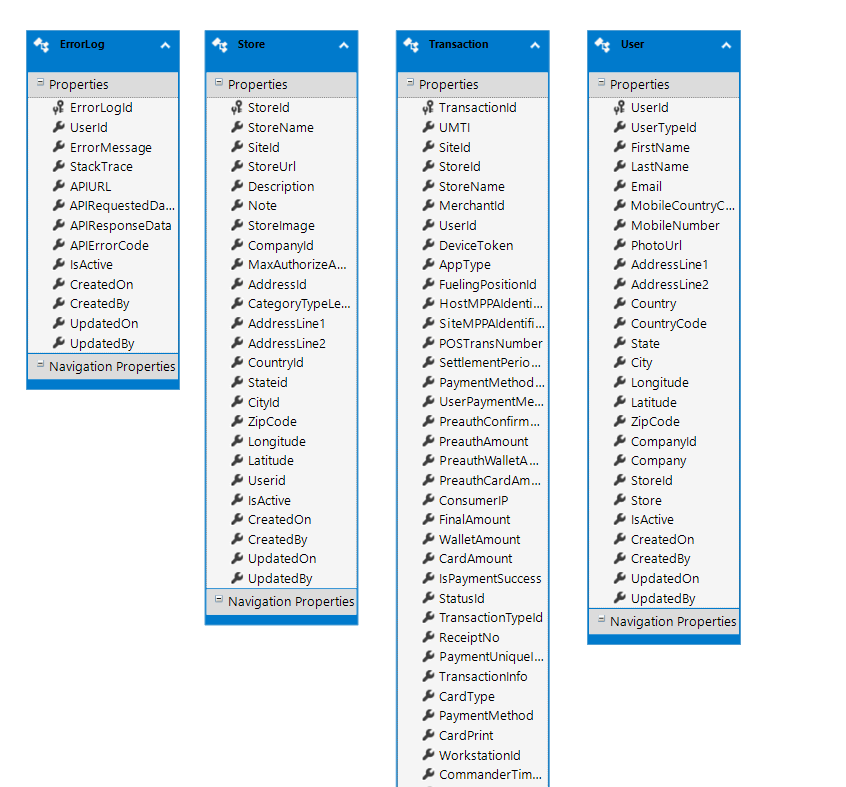 ErrorLog
Properties
ErrorLogId
UserId
ErrorMessage
StackTrace
APIURL
APIRequestedDa...
APIResponseData
APIErrorCode
IsActive
CreatedOn
CreatedBy
UpdatedOn
UpdatedBy
Navigation Properties
Store
Properties
StoreId
StoreName
SiteId
StoreUrl
Description
Note
StoreImage
CompanyId
MaxAuthorizeA...
AddressId
CategoryTypeLe...
AddressLine1
AddressLine2
CountryId
Stateid
CityId
ZipCode
Longitude
Latitude
Userid
IsActive
CreatedOn
CreatedBy
UpdatedOn
UpdatedBy
Navigation Properties
Transaction
Properties
TransactionId
UMTI
SiteId
StoreId
StoreName
MerchantId
UserId
DeviceToken
AppType
FuelingPositionId
HostMPPAIdenti...
SiteMPPAIdentifi...
POSTransNumber
SettlementPerio...
PaymentMethod...
UserPaymentMe...
PreauthConfirm...
PreauthAmount
PreauthWalletA...
PreauthCardAm...
ConsumerIP
FinalAmount
WalletAmount
CardAmount
IsPaymentSuccess
StatusId
TransactionTypeId
ReceiptNo
PaymentUniqueI...
TransactionInfo
CardType
PaymentMethod
CardPrint
WorkstationId
CommanderTim...
User
Properties
UserId
UserTypeId
FirstName
LastName
Email
MobileCountryC...
MobileNumber
PhotoUrl
AddressLine1
AddressLine2
Country
CountryCode
State
City
Longitude
Latitude
ZipCode
CompanyId
Company
StoreId
Store
IsActive
CreatedOn
CreatedBy
UpdatedOn
UpdatedBy
Navigation Properties